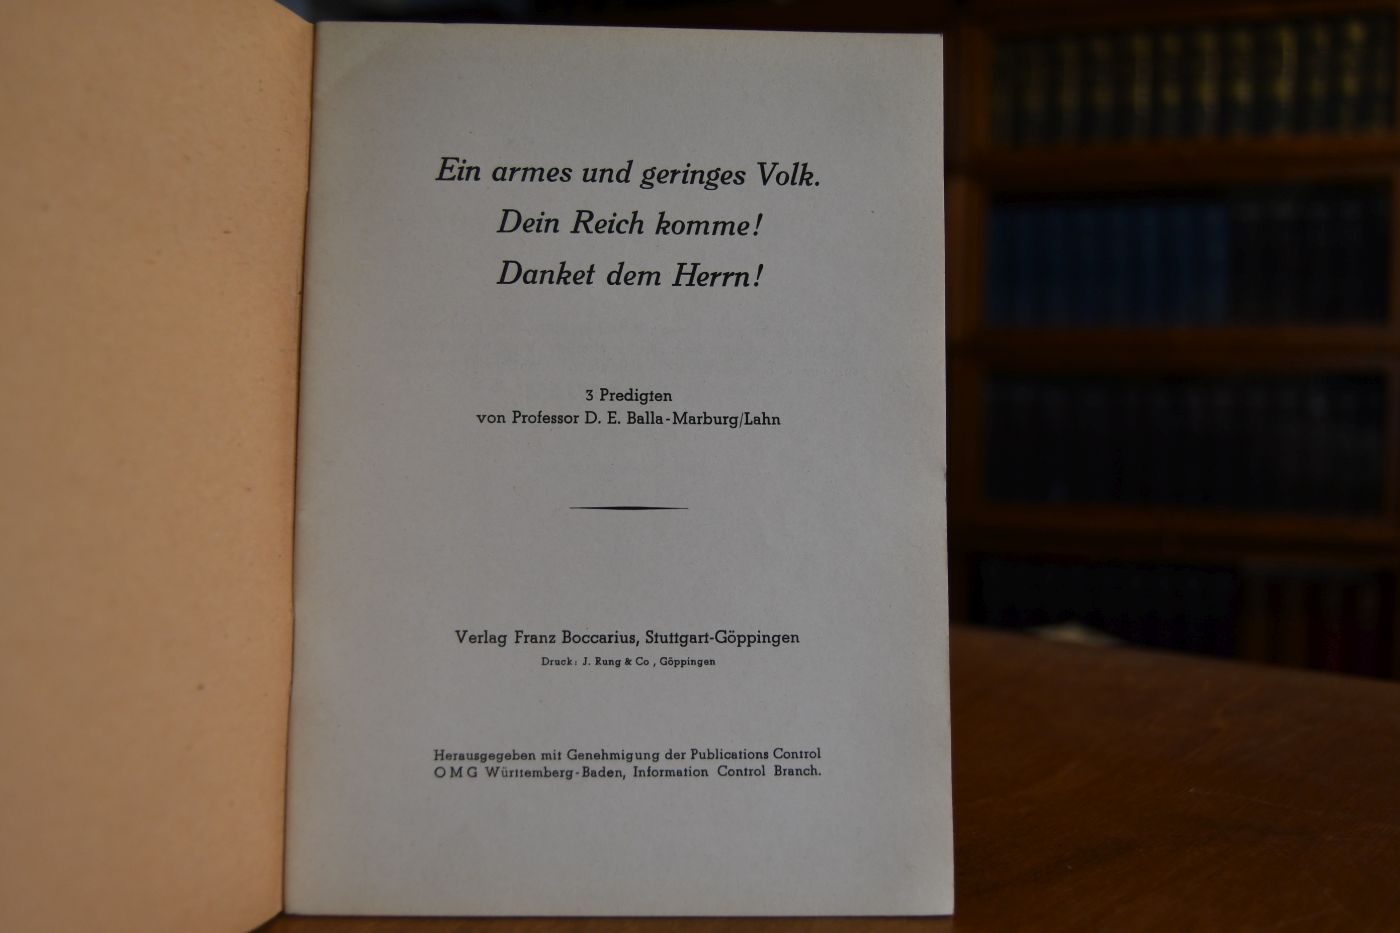 Ein armes und geringes Volk.
Dein Reich komme!
Danket dem Herrn!
3 Predigten
von Professor D. E. Balla-Marburg/Lahn
Verlag Franz Boccarius, Stuttgart-Göppingen
Druck: J. Rung & Co., Göppingen
Herausgegeben mit Genehmigung der Publications Control
OMG Württemberg-Baden, Information Control Branch.